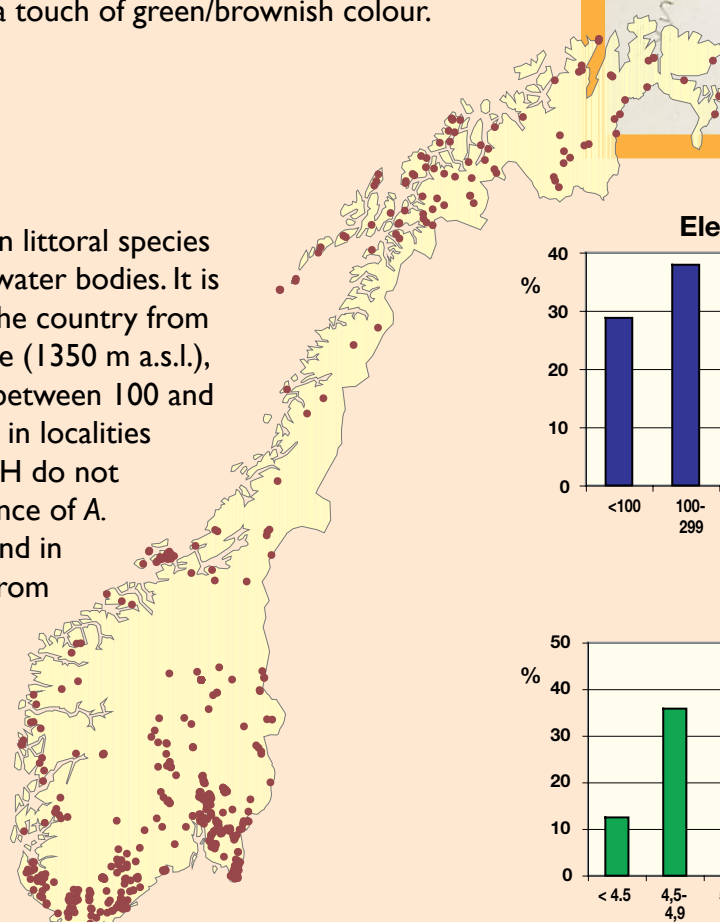 a touch of green/brownish colour.
n littoral species
water bodies. It is
he country from
e (1350 m a.s.l.),
between 100 and
in localities
H do not
nce of A.
nd in
rom
Ele
%
40
30
20
10
0
<100
100-
299
%
50
40
30
20
10
0
< 4.5
4,5-
4,9